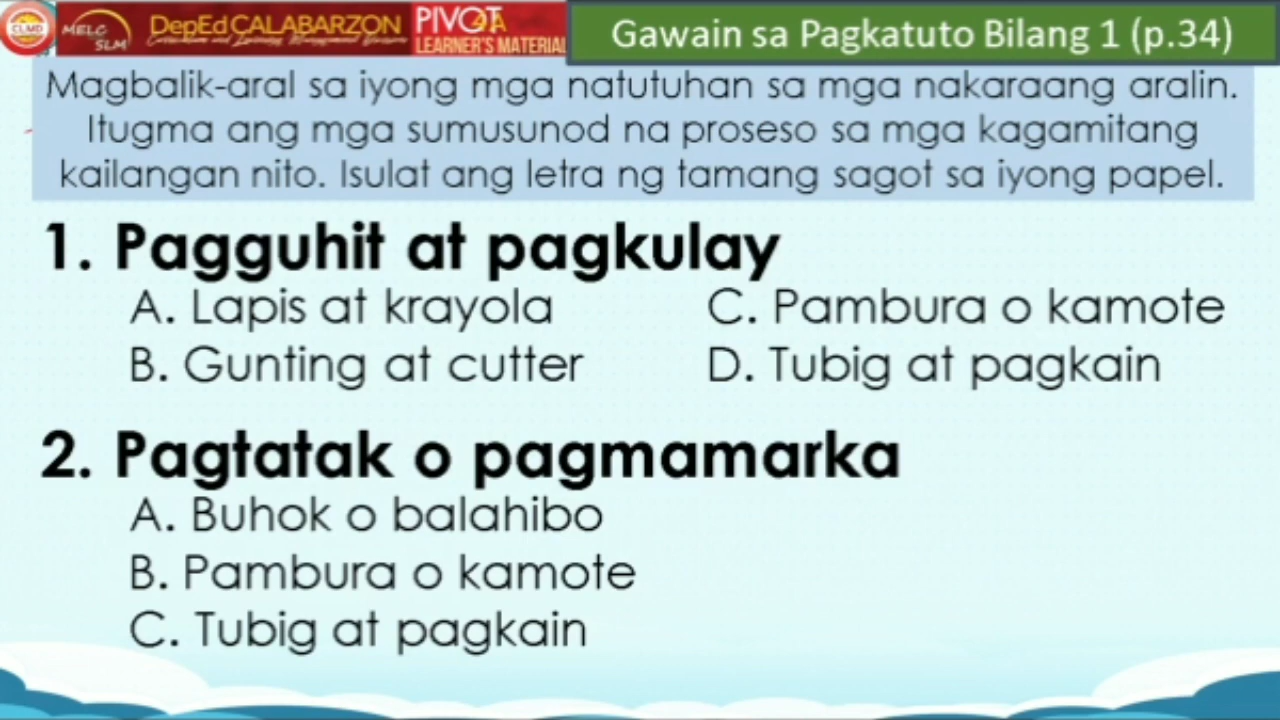 CLMD MELC SLM DepEd CALABARZON PIVOT 4A LEARNER'S MATERIAL
Gawain sa Pagkatuto Bilang 1 (p.34)
Magbalik-aral sa iyong mga natutuhan sa mga nakaraang aralin.
Itugma ang mga sumusunod na proseso sa mga kagamitang
kailangan nito. Isulat ang letra ng tamang sagot sa iyong papel.
1. Pagguhit at pagkulay
A. Lapis at krayola C. Pambura o kamote
B. Gunting at cutter D. Tubig at pagkain
2. Pagtatak o pagmamarka
A. Buhok o balahibo
B. Pambura o kamote
C. Tubig at pagkain